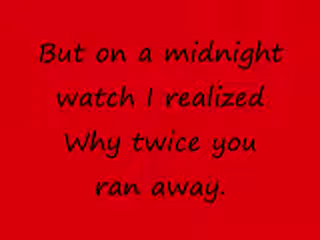 But on a midnight
watch I realized
Why twice you
ran away.